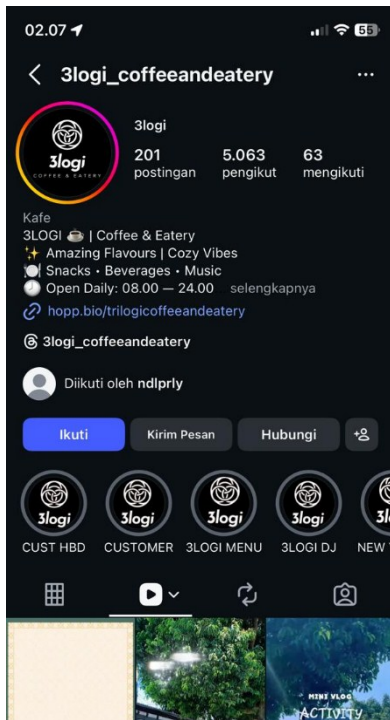 02.07
55
3logi_coffeeandeatery
3logi
3logi
COFFEE & EATERY
201 5.063 63
postingan pengikut mengikuti
Kafe
3LOGI ☕ | Coffee & Eatery
✨ Amazing Flavours | Cozy Vibes
🍽️ Snacks • Beverages • Music
🕗 Open Daily: 08.00 — 24.00 selengkapnya
hopp.bio/trilogicoffeeandeatery
3logi_coffeeandeatery
Diikuti oleh ndlprly
Ikuti Kirim Pesan Hubungi
3logi 3logi 3logi 3logi
CUST HBD CUSTOMER 3LOGI MENU 3LOGI DJ NEW
MINI VLOG
ACTIVITY